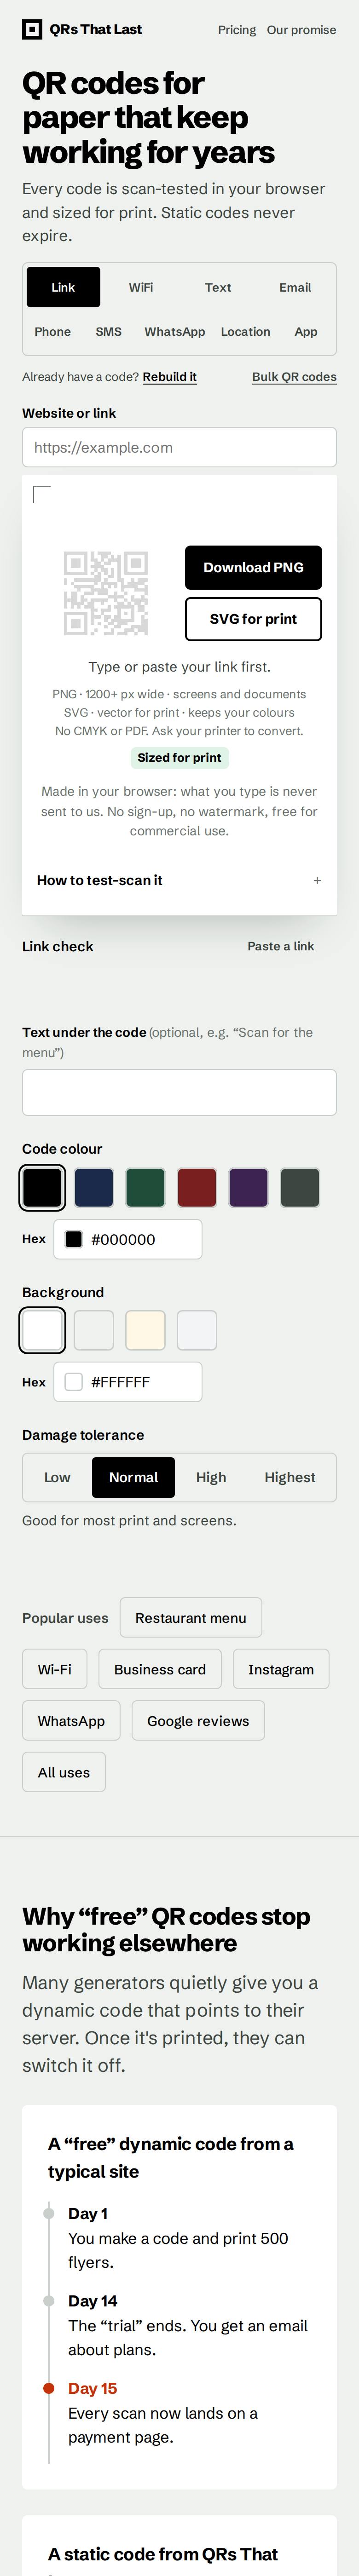 QRs That Last
Pricing
Our promise
QR codes for
paper that keep
working for years
Every code is scan-tested in your browser
and sized for print. Static codes never
expire.
Link
WiFi
Text
Email
Phone
SMS
WhatsApp
Location
App
Already have a code? Rebuild it
Bulk QR codes
Website or link
https://example.com
Download PNG
SVG for print
Type or paste your link first.
PNG · 1200+ px wide · screens and documents
SVG · vector for print · keeps your colours
No CMYK or PDF. Ask your printer to convert.
Sized for print
Made in your browser: what you type is never
sent to us. No sign-up, no watermark, free for
commercial use.
How to test-scan it
+
Link check
Paste a link
Text under the code (optional, e.g. “Scan for the
menu”)
Code colour
Hex
#000000
Background
Hex
#FFFFFF
Damage tolerance
Low
Normal
High
Highest
Good for most print and screens.
Popular uses
Restaurant menu
Wi-Fi
Business card
Instagram
WhatsApp
Google reviews
All uses
Why “free” QR codes stop
working elsewhere
Many generators quietly give you a
dynamic code that points to their
server. Once it's printed, they can
switch it off.
A “free” dynamic code from a
typical site
Day 1
You make a code and print 500
flyers.
Day 14
The “trial” ends. You get an email
about plans.
Day 15
Every scan now lands on a
payment page.
A static code from QRs That